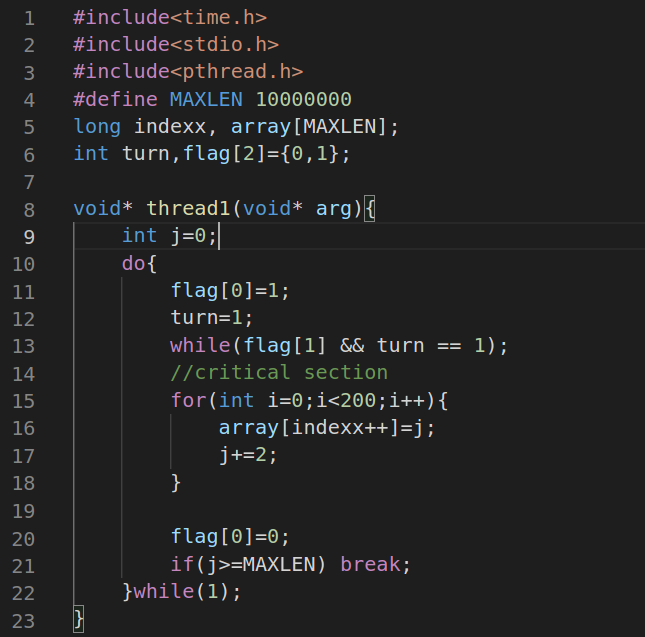 1 #include<time.h>
2 #include<stdio.h>
3 #include<pthread.h>
4 #define MAXLEN 10000000
5 long indexx, array[MAXLEN];
6 int turn,flag[2]={0,1};
7
8 void* thread1(void* arg){
9     int j=0;
10     do{
11         flag[0]=1;
12         turn=1;
13         while(flag[1] && turn == 1);
14         //critical section
15         for(int i=0;i<200;i++){
16             array[indexx++]=j;
17             j+=2;
18         }
19
20         flag[0]=0;
21         if(j>=MAXLEN) break;
22     }while(1);
23 }